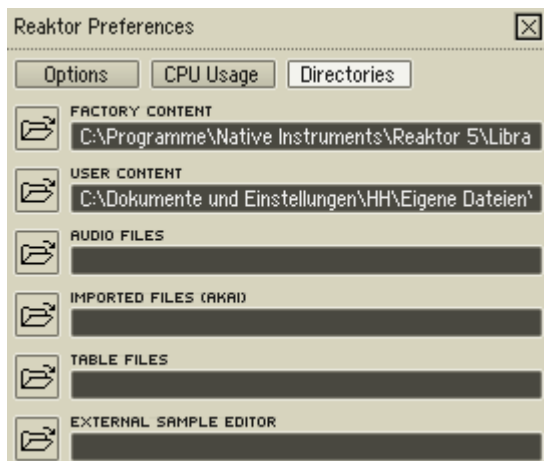 Reaktor Preferences
Options CPU Usage Directories
FACTORY CONTENT
C:\Programme\Native Instruments\Reaktor 5\Libra
USER CONTENT
C:\Dokumente und Einstellungen\HH\Eigene Dateien\
AUDIO FILES
IMPORTED FILES (AKAI)
TABLE FILES
EXTERNAL SAMPLE EDITOR